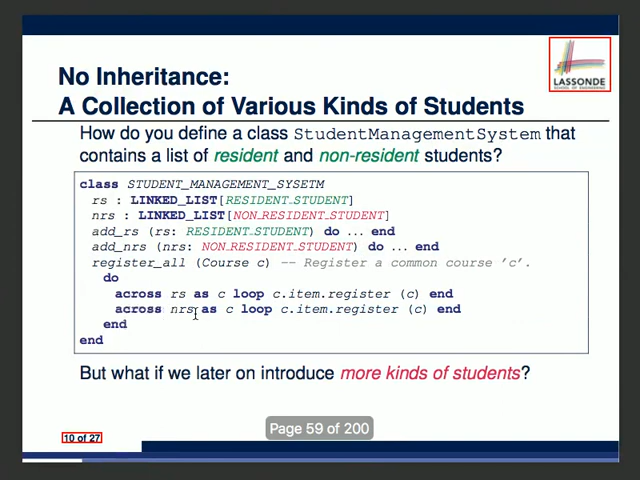 LASSONDE
SCHOOL OF ENGINEERING
No Inheritance:
A Collection of Various Kinds of Students
How do you define a class StudentManagementSystem that
contains a list of resident and non-resident students?
class STUDENT_MANAGEMENT_SYSETM
rs : LINKED_LIST[RESIDENT_STUDENT]
nrs : LINKED_LIST[NON_RESIDENT_STUDENT]
add_rs (rs: RESIDENT_STUDENT) do ... end
add_nrs (nrs: NON_RESIDENT_STUDENT) do ... end
register_all (Course c) -- Register a common course 'c'.
do
across rs as c loop c.item.register (c) end
across nrs as c loop c.item.register (c) end
end
end
But what if we later on introduce more kinds of students?
Page 59 of 200
10 of 27